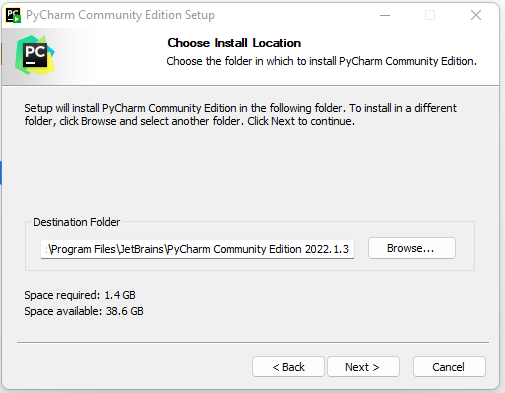 PyCharm Community Edition Setup
PC
Choose Install Location
Choose the folder in which to install PyCharm Community Edition.
Setup will install PyCharm Community Edition in the following folder. To install in a different
folder, click Browse and select another folder. Click Next to continue.
Destination Folder
:\Program Files\JetBrains\PyCharm Community Edition 2022.1.3
Browse...
Space required: 1.4 GB
Space available: 38.6 GB
< Back
Next >
Cancel